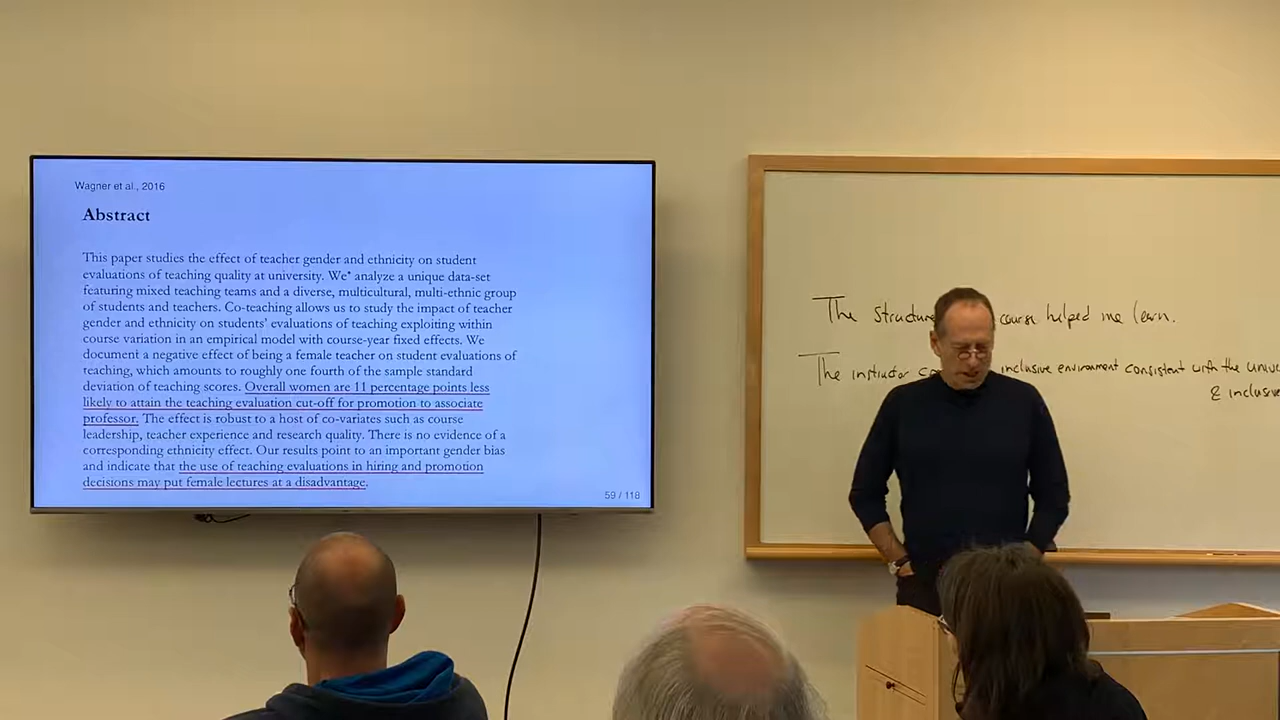 Wagner et al., 2016
Abstract
This paper studies the effect of teacher gender and ethnicity on student
evaluations of teaching quality at university. We* analyze a unique data-set
featuring mixed teaching teams and a diverse, multicultural, multi-ethnic group
of students and teachers. Co-teaching allows us to study the impact of teacher
gender and ethnicity on students' evaluations of teaching exploiting within
course variation in an empirical model with course-year fixed effects. We
document a negative effect of being a female teacher on student evaluations of
teaching, which amounts to roughly one fourth of the sample standard
deviation of teaching scores. Overall women are 11 percentage points less
likely to attain the teaching evaluation cut-off for promotion to associate
professor. The effect is robust to a host of co-variates such as course
leadership, teacher experience and research quality. There is no evidence of a
corresponding ethnicity effect. Our results point to an important gender bias
and indicate that the use of teaching evaluations in hiring and promotion
decisions may put female lectures at a disadvantage.
59 / 118
The structure course helped me learn.
The instructor inclusive environment consistent with the
& inclusive